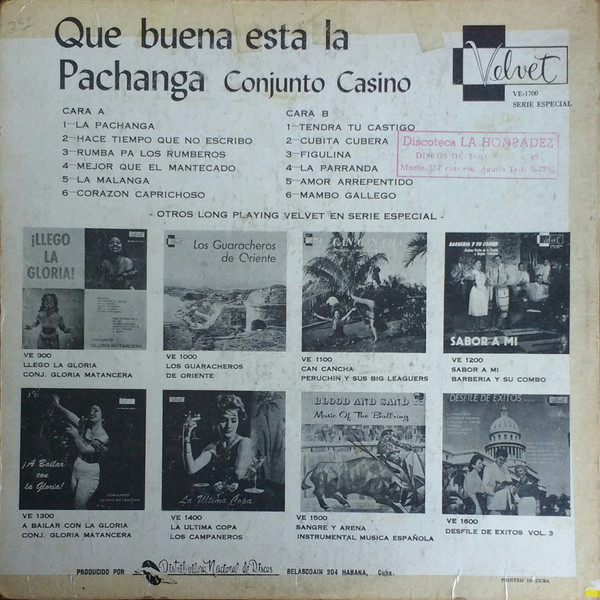 Que buena esta la
Pachanga Conjunto Casino
Velvet
VE-1700
SERIE ESPECIAL
CARA A
1—LA PACHANGA
2—HACE TIEMPO QUE NO ESCRIBO
3—RUMBA PA LOS RUMBEROS
4—MEJOR QUE EL MANTECADO
5—LA MALANGA
6—CORAZON CAPRICHOSO
CARA B
1—TENDRA TU CASTIGO
2—CUBITA CUBERA
3—FIGULINA
4—LA PARRANDA
5—AMOR ARREPENTIDO
6—MAMBO GALLEGO
Discoteca LA HONRADEZ
DISCOS DE
- OTROS LONG PLAYING VELVET EN SERIE ESPECIAL -
¡LLEGO
LA
GLORIA!
GLORIA MATANCERA
Los Guaracheros
de Oriente
BARBERIA Y SU COMBO
SABOR A MI
VE 900
LLEGO LA GLORIA
CONJ. GLORIA MATANCERA
VE 1000
LOS GUARACHEROS
DE ORIENTE
VE 1100
CAN CANCHA
PERUCHIN Y SUS BIG LEAGUERS
VE 1200
SABOR A MI
BARBERIA Y SU COMBO
¡A Bailar
con
la Gloria!
La Ultima Copa
BLOOD AND SAND
Music Of The Bullring
DESFILE DE EXITOS
VE 1300
A BAILAR CON LA GLORIA
CONJ. GLORIA MATANCERA
VE 1400
LA ULTIMA COPA
LOS CAMPANEROS
VE 1500
SANGRE Y ARENA
INSTRUMENTAL MUSICA ESPAÑOLA
VE 1600
DESFILE DE EXITOS VOL. 3
PRODUCIDO POR Distribuidora Nacional de Discos BELASCOAIN 204 HABANA, Cuba.
PRINTED IN CUBA